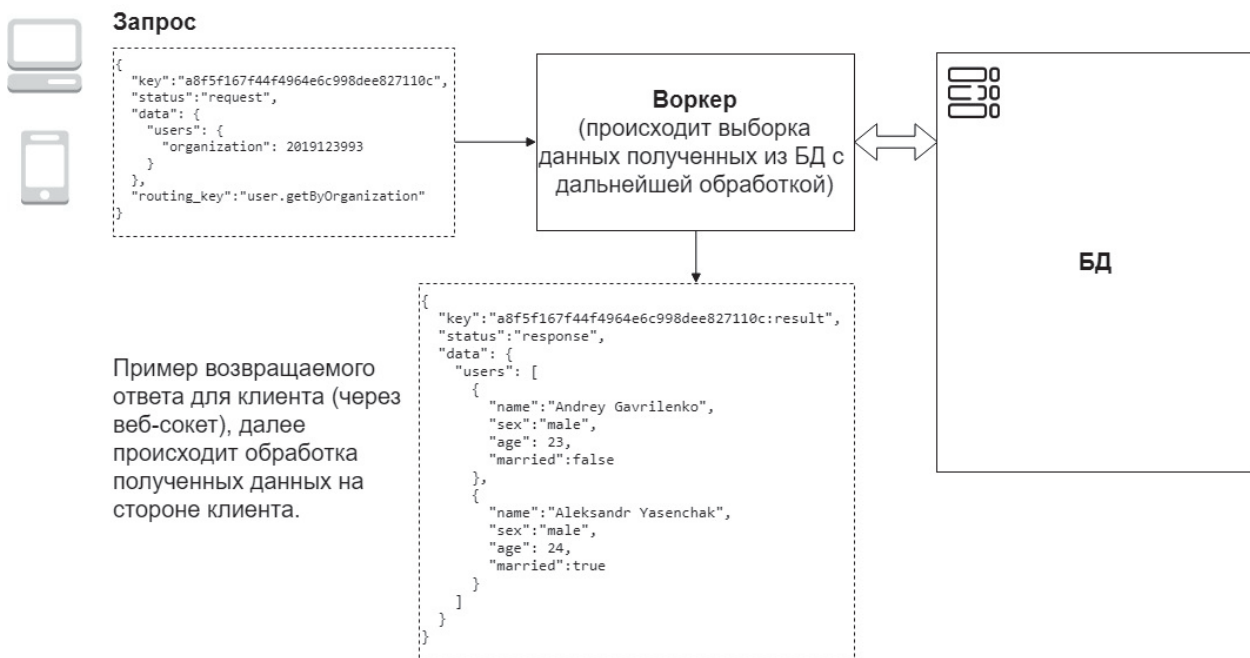 Запрос
{
"key":"a8f5f167f44f4964e6c998dee827110c",
"status":"request",
"data": {
"users": {
"organization": 2019123993
}
},
"routing_key":"user.getByOrganization"
}
Воркер
(происходит выборка
данных полученных из БД с
дальнейшей обработкой)
БД
{
"key":"a8f5f167f44f4964e6c998dee827110c:result",
"status":"response",
"data": {
"users": [
{
"name":"Andrey Gavrilenko",
"sex":"male",
"age": 23,
"married":false
},
{
"name":"Aleksandr Yasenchak",
"sex":"male",
"age": 24,
"married":true
}
]
}
}
Пример возвращаемого
ответа для клиента (через
веб-сокет), далее
происходит обработка
полученных данных на
стороне клиента.